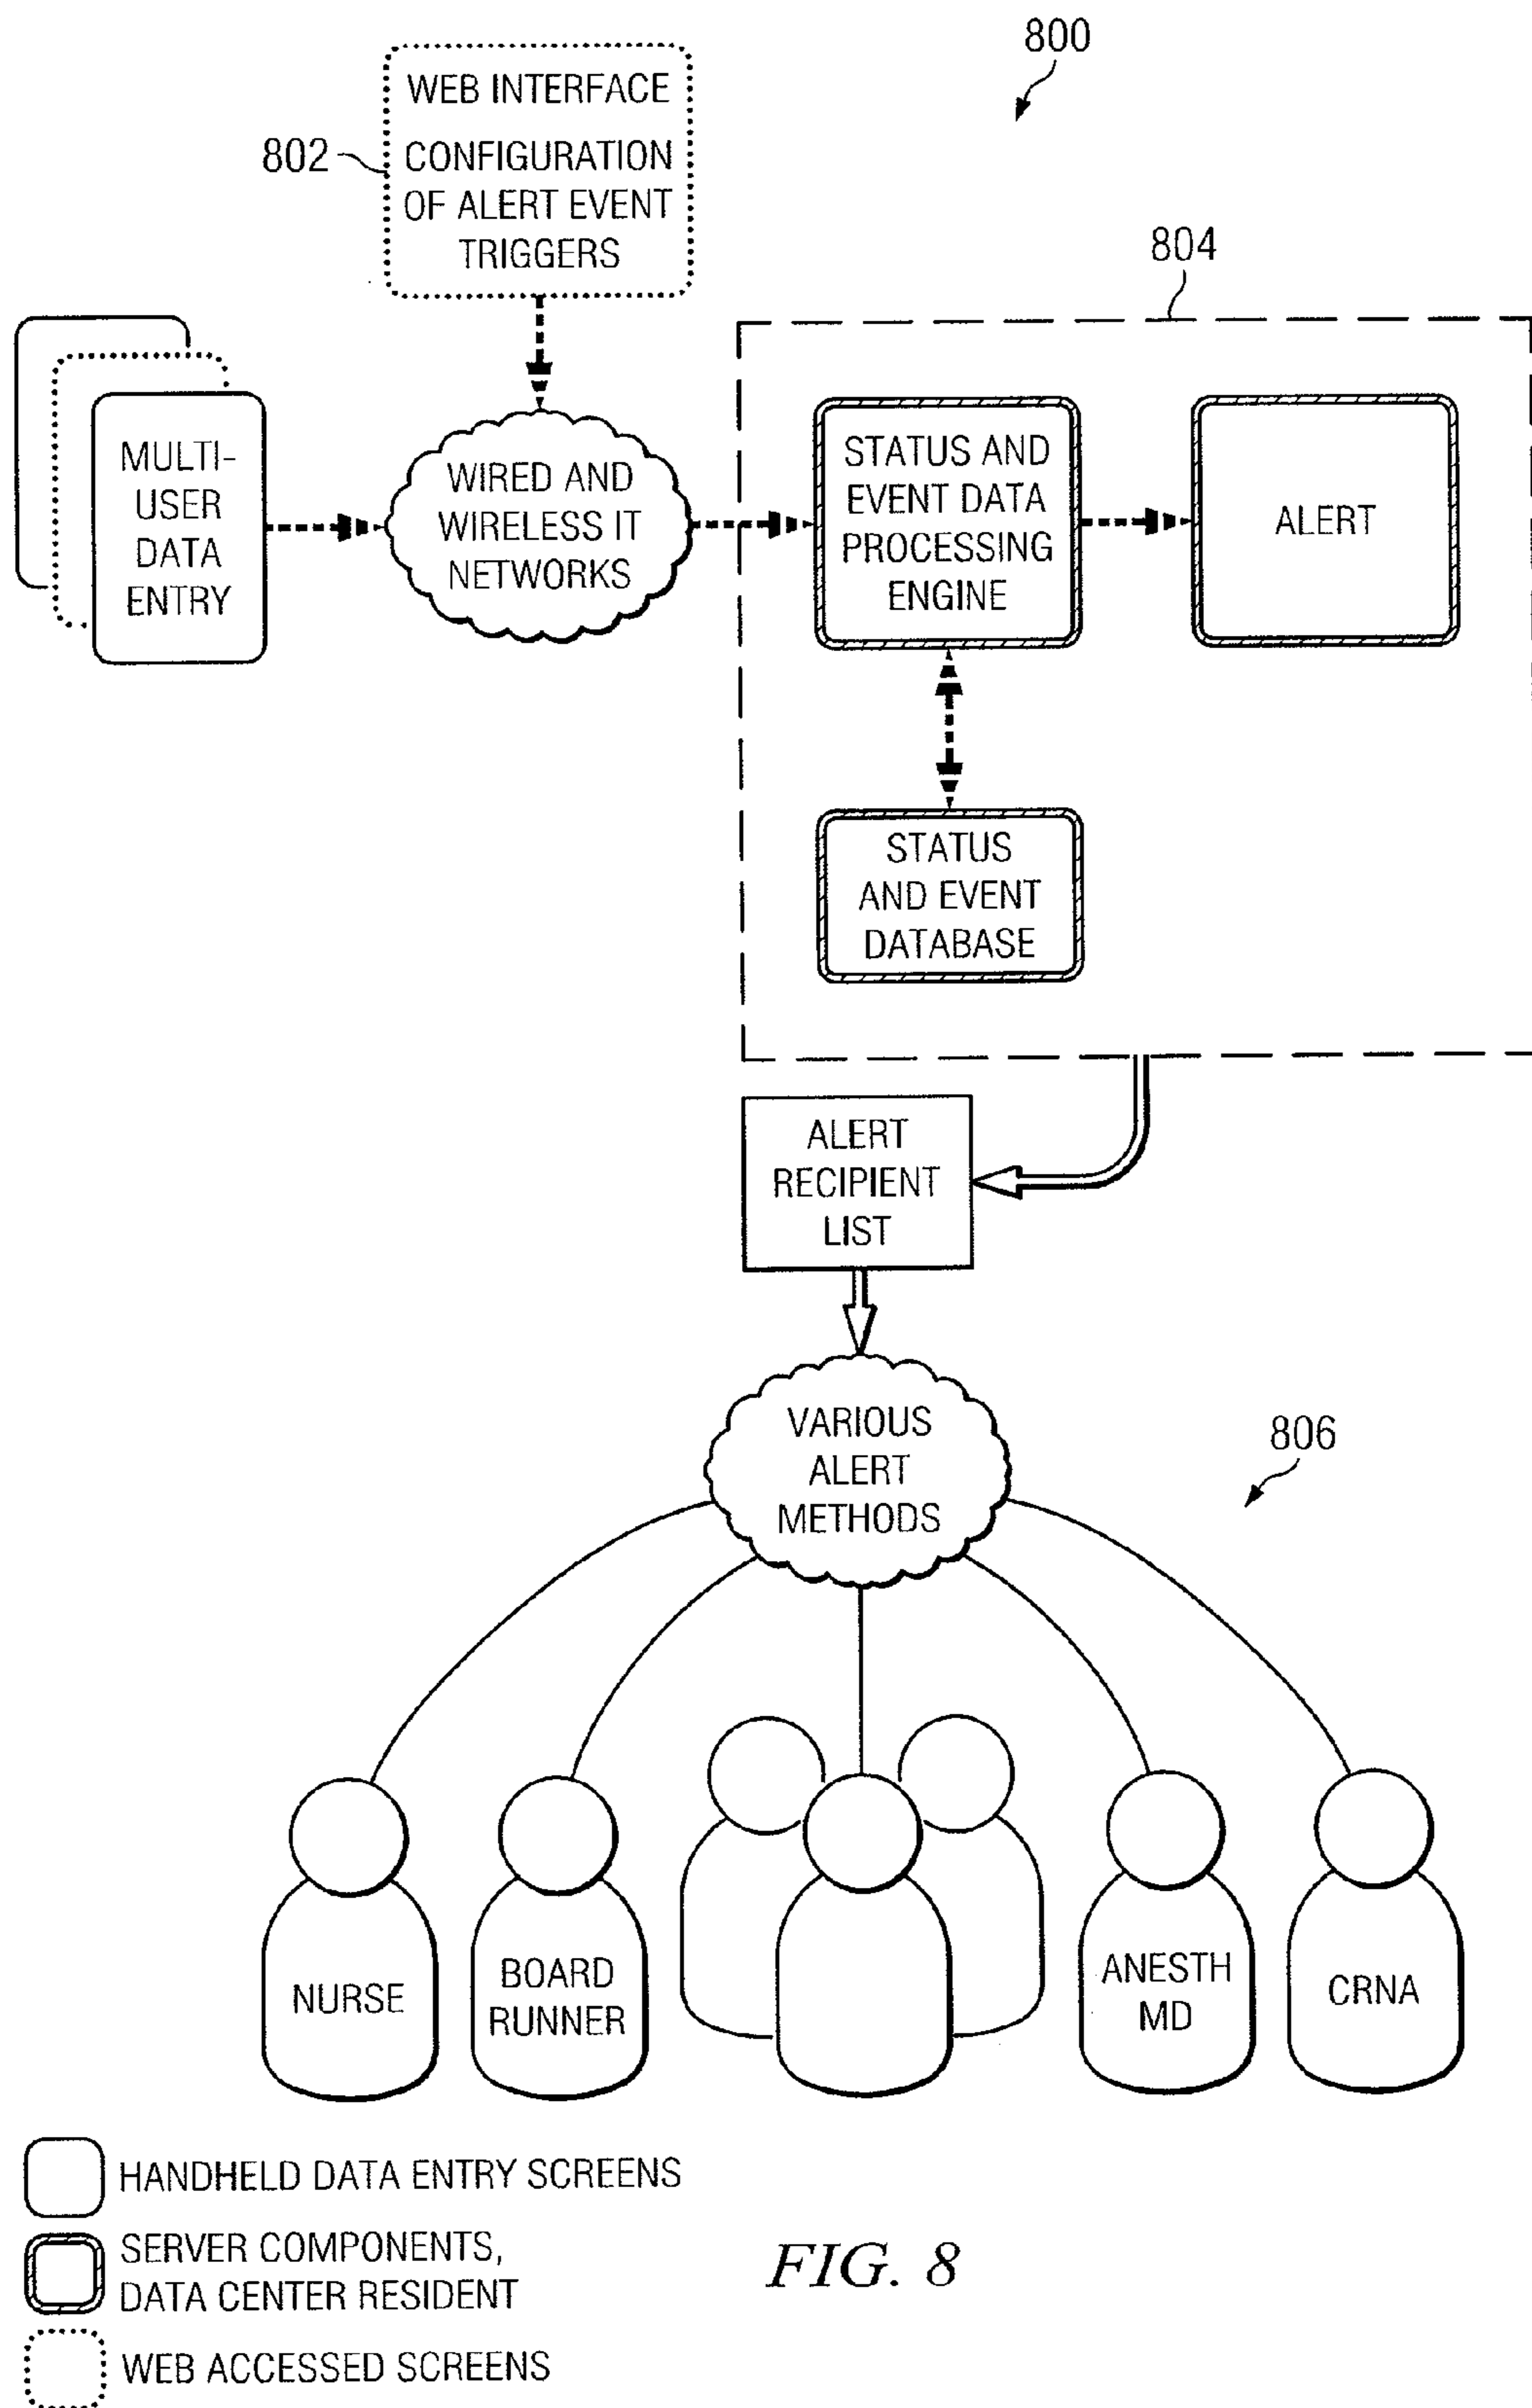 800
WEB INTERFACE
CONFIGURATION
OF ALERT EVENT
TRIGGERS
802
804
MULTI-
USER
DATA
ENTRY
WIRED AND
WIRELESS IT
NETWORKS
STATUS AND
EVENT DATA
PROCESSING
ENGINE
ALERT
STATUS
AND EVENT
DATABASE
ALERT
RECIPIENT
LIST
VARIOUS
ALERT
METHODS
806
NURSE
BOARD
RUNNER
ANESTH
MD
CRNA
HANDHELD DATA ENTRY SCREENS
SERVER COMPONENTS,
DATA CENTER RESIDENT
WEB ACCESSED SCREENS
FIG. 8